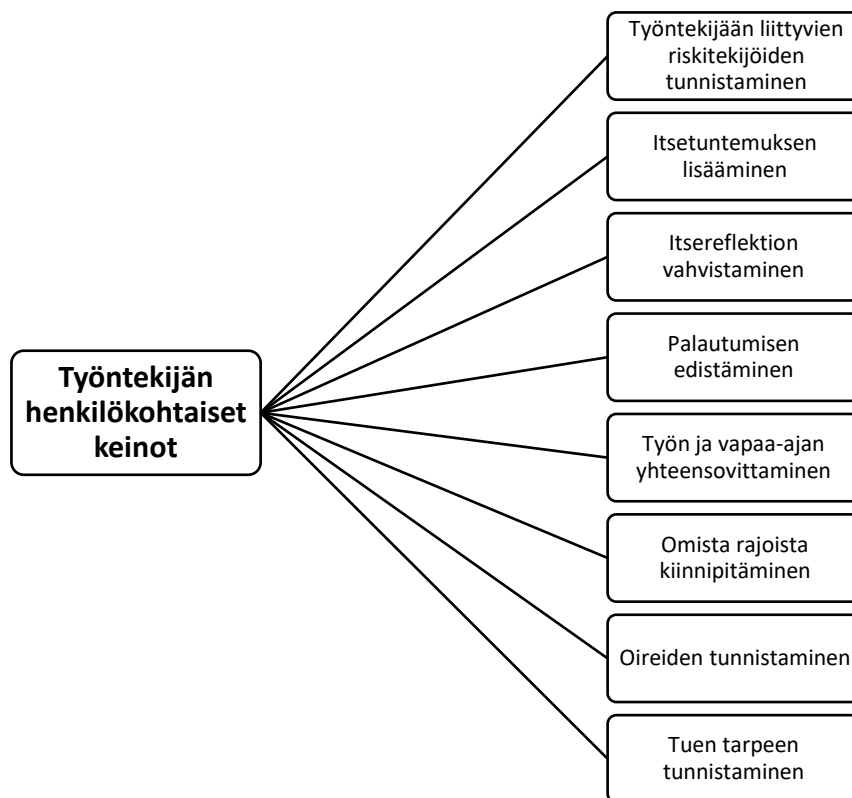 Työntekijään liittyvien
riskitekijöiden
tunnistaminen
Itsetuntemuksen
lisääminen
Itsereflektion
vahvistaminen
Palautumisen
edistäminen
Työntekijän
henkilökohtaiset
keinot
Työn ja vapaa-ajan
yhteensovittaminen
Omista rajoista
kiinnipitäminen
Oireiden tunnistaminen
Tuen tarpeen
tunnistaminen